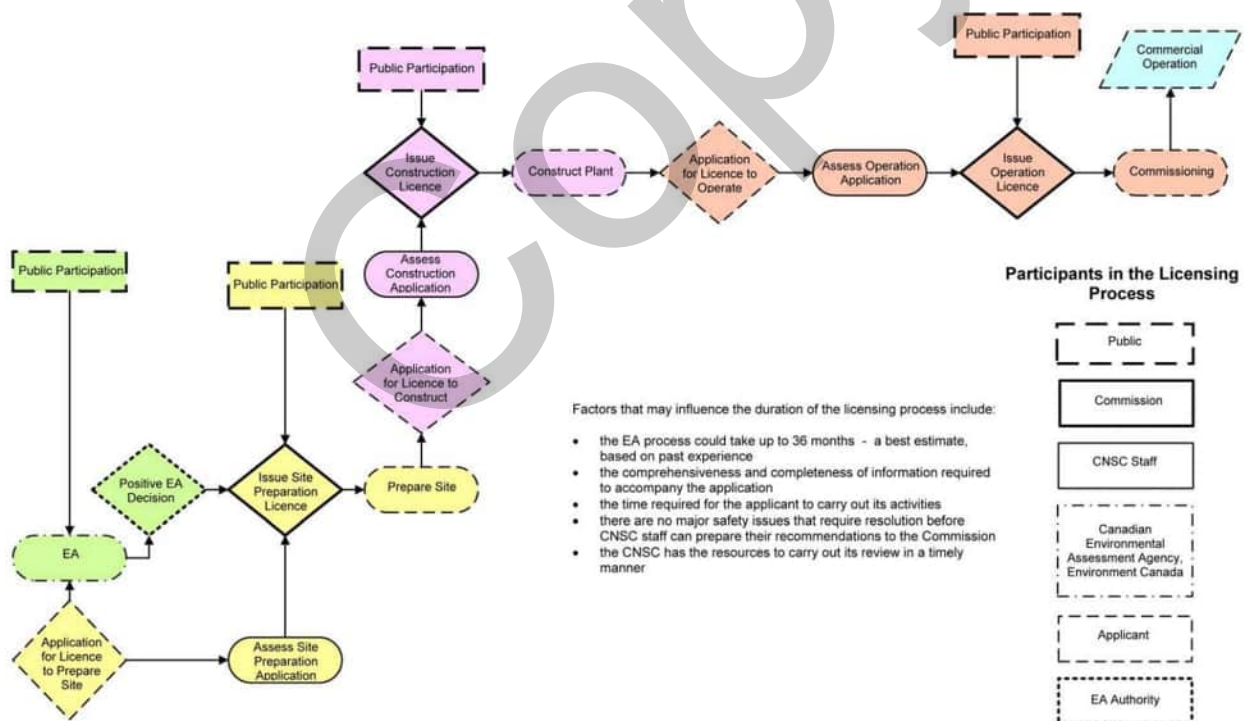 Public Participation
Commercial
Operation
Public Participation
Issue
Construction
Licence
Construct Plant
Application
for Licence to
Operate
Assess Operation
Application
Issue
Operation
Licence
Commissioning
Public Participation
Public Participation
Assess
Construction
Application
Application
for Licence to
Construct
Positive EA
Decision
Issue Site
Preparation
Licence
Prepare Site
EA
Application
for Licence
to Prepare
Site
Assess Site
Preparation
Application
Factors that may influence the duration of the licensing process include:
• the EA process could take up to 36 months - a best estimate,
based on past experience
• the comprehensiveness and completeness of information required
to accompany the application
• the time required for the applicant to carry out its activities
• there are no major safety issues that require resolution before
CNSC staff can prepare their recommendations to the Commission
• the CNSC has the resources to carry out its review in a timely
manner
Participants in the Licensing
Process
Public
Commission
CNSC Staff
Canadian
Environmental
Assessment Agency,
Environment Canada
Applicant
EA Authority
Copy